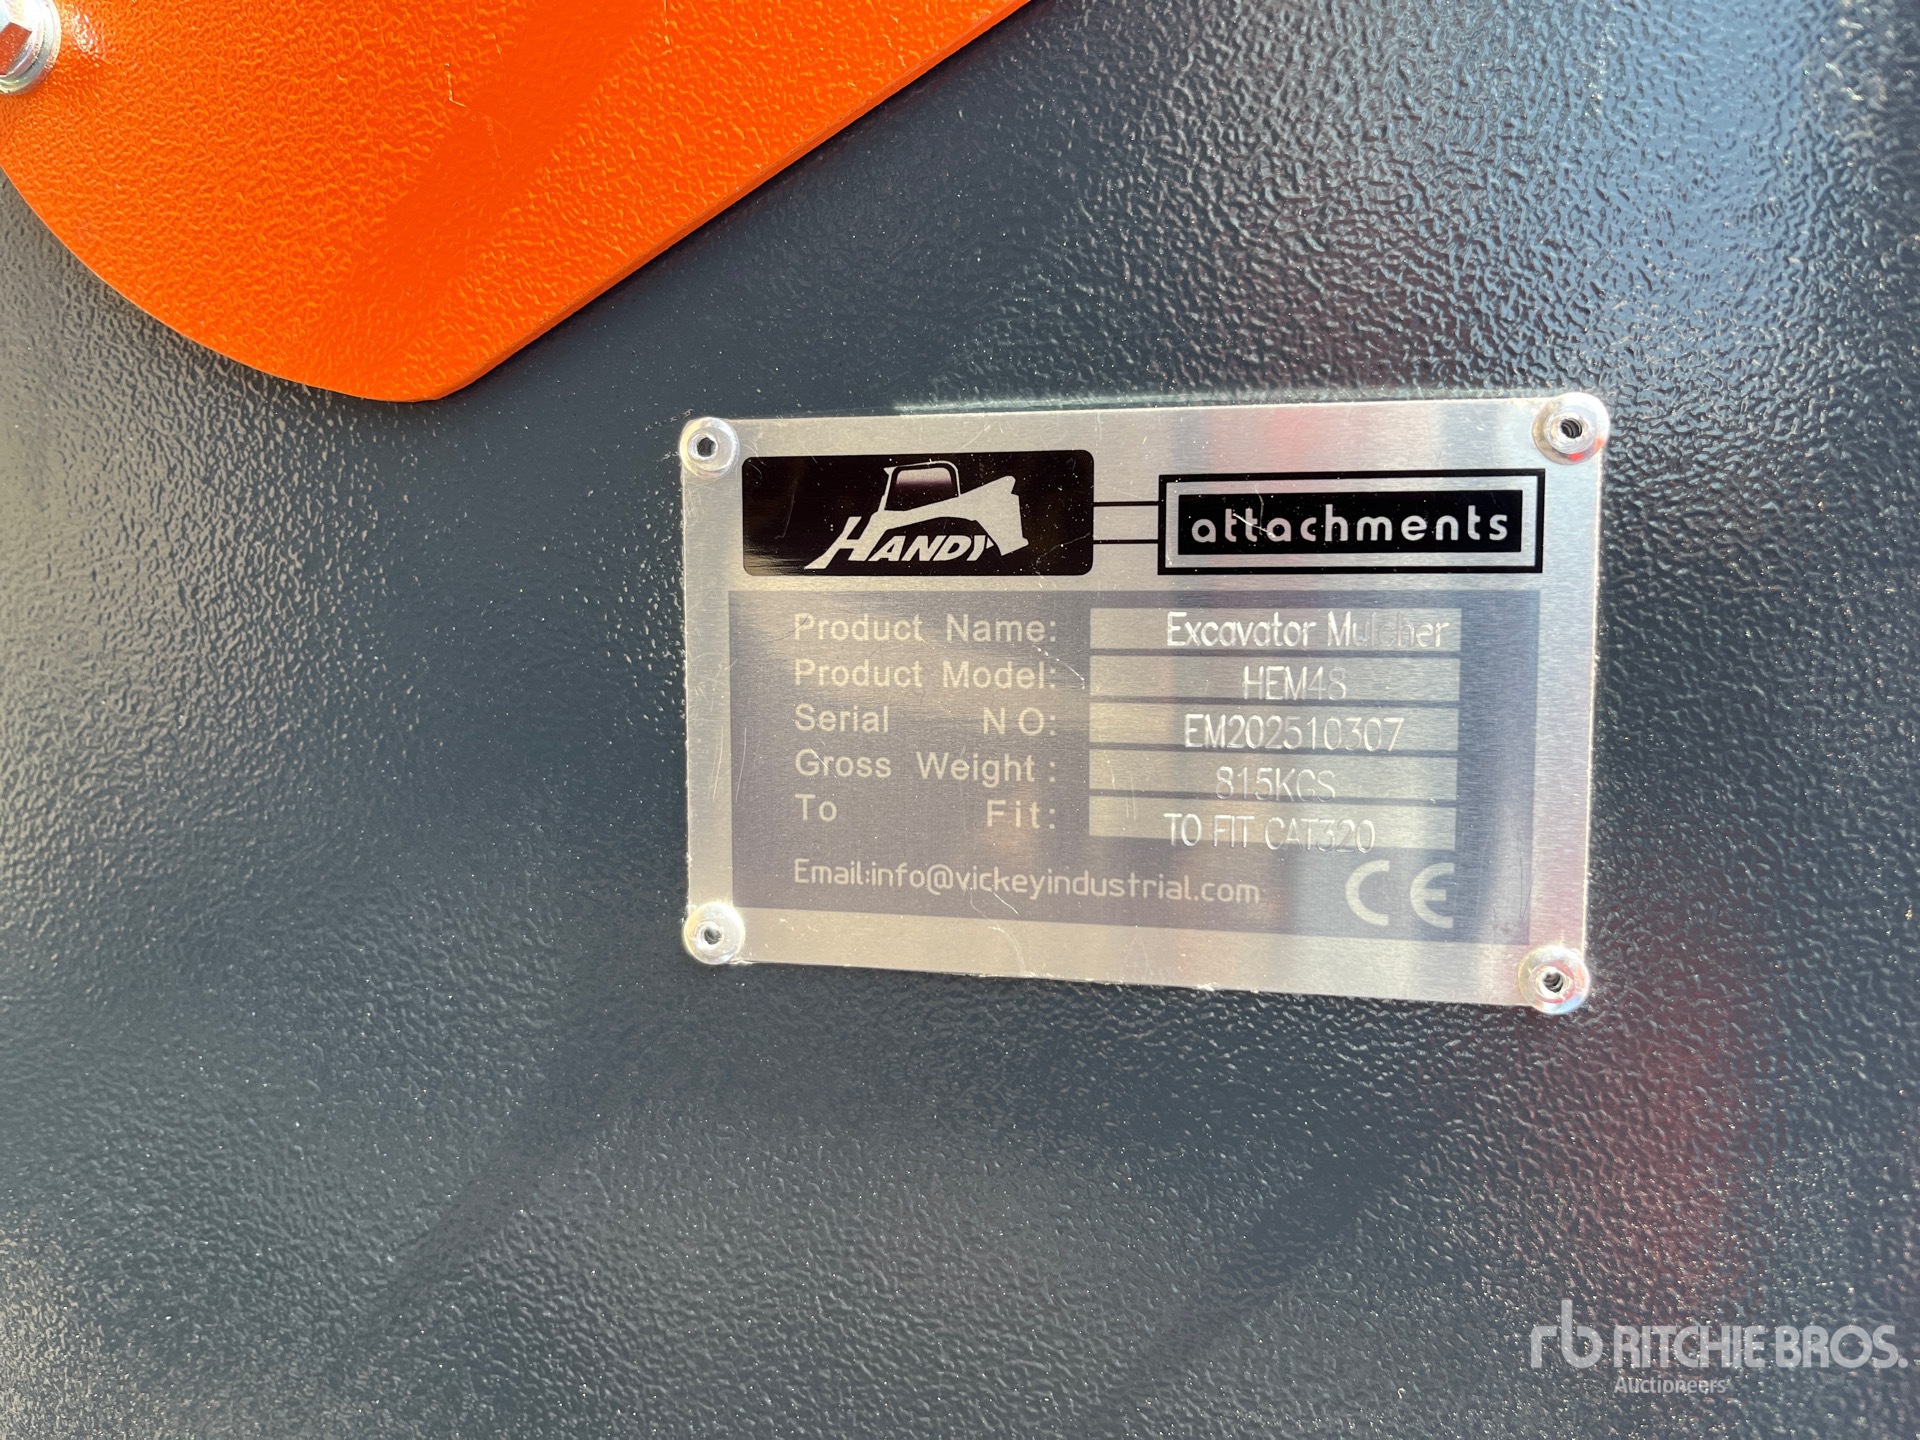 HANDY attachments
Product Name: Excavator Mulcher
Product Model: HEM48
Serial NO: EM202510307
Gross Weight: 815KGS
To Fit: TO FIT CAT320
Email:info@vickeyindustrial.com CE
rb RITCHIE BROS.
Auctioneers